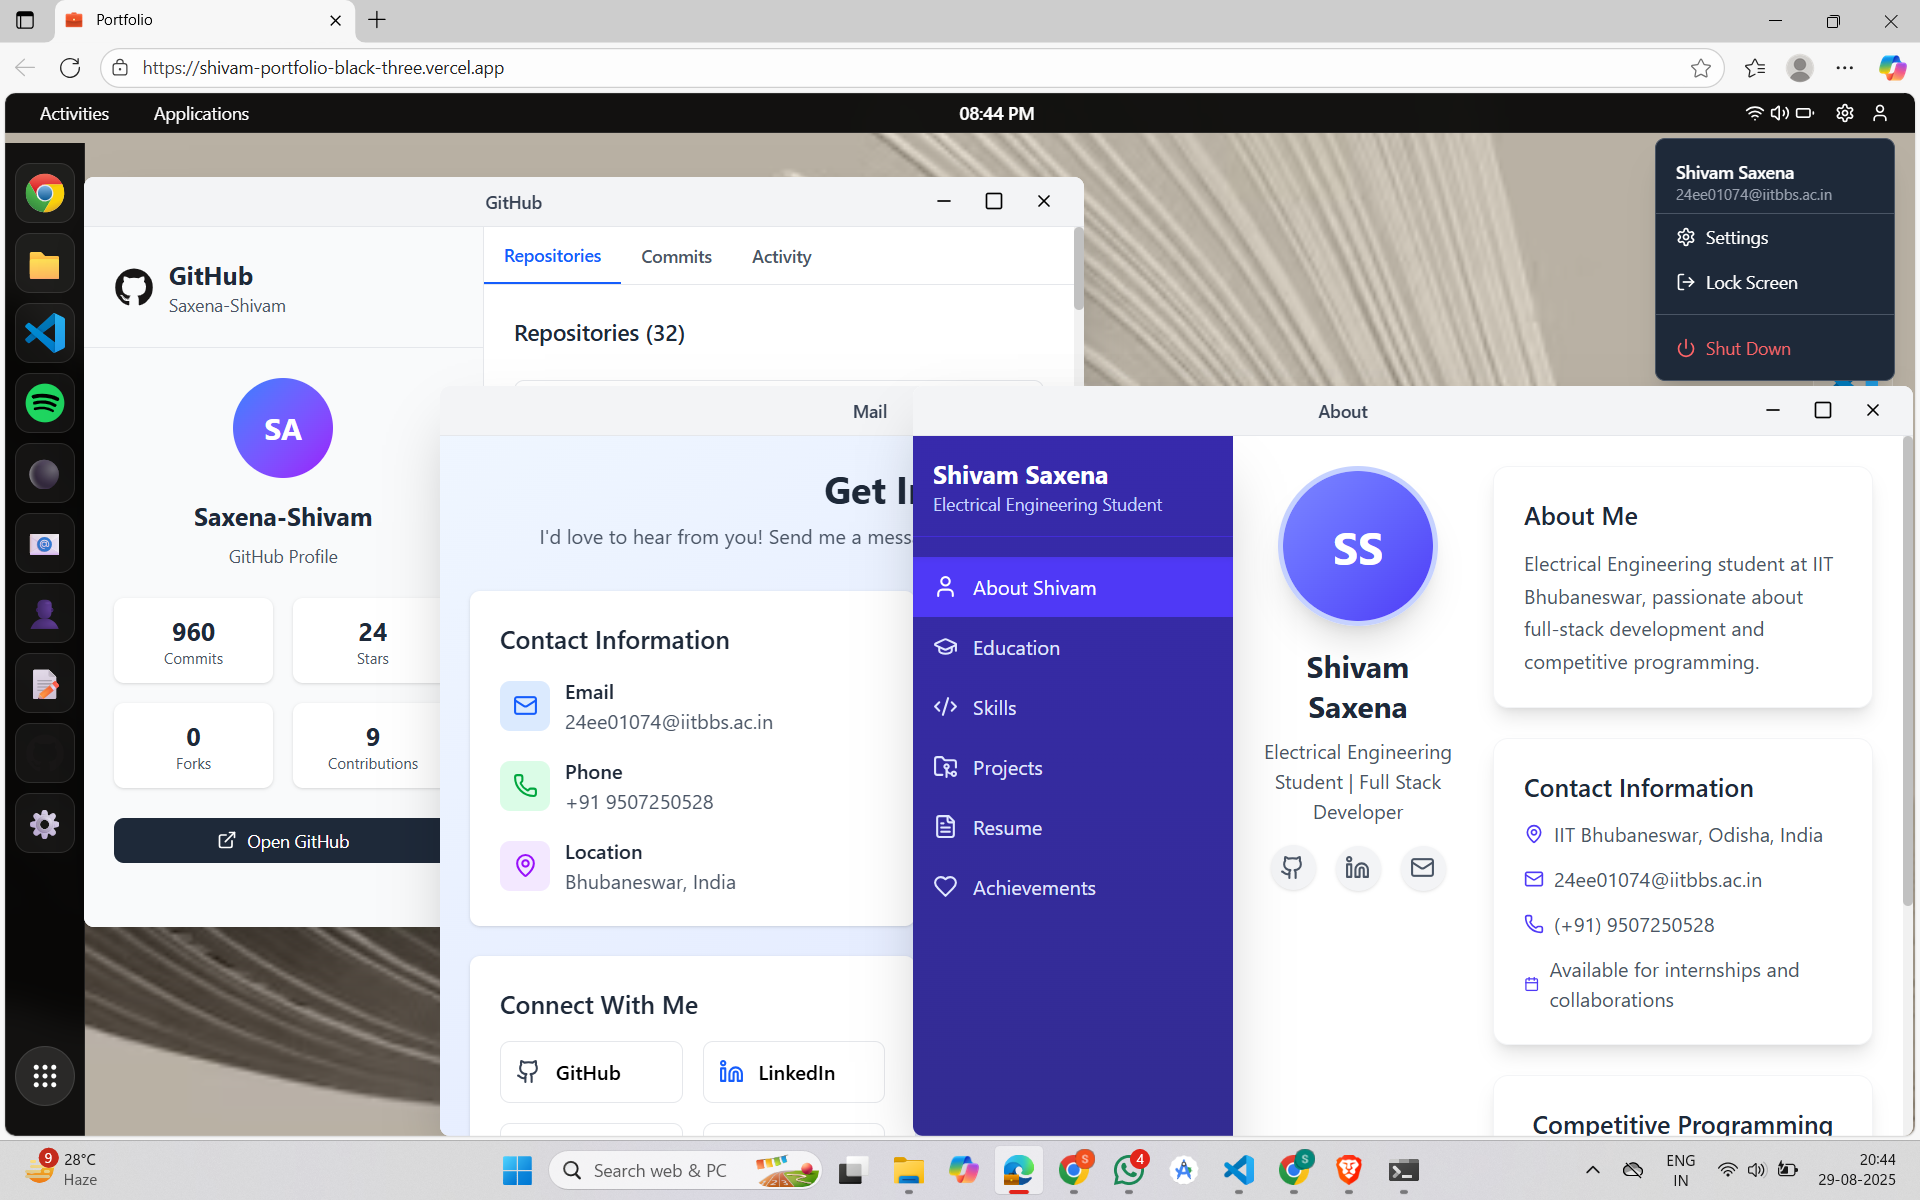 Portfolio
https://shivam-portfolio-black-three.vercel.app
Activities
Applications
08:44 PM
Shivam Saxena
24ee01074@iitbbs.ac.in
Settings
Lock Screen
Shut Down
GitHub
GitHub
Saxena-Shivam
SA
Saxena-Shivam
GitHub Profile
960
Commits
24
Stars
0
Forks
9
Contributions
Open GitHub
Repositories
Commits
Activity
Repositories (32)
Mail
Get I
I'd love to hear from you! Send me a mess
Contact Information
Email
24ee01074@iitbbs.ac.in
Phone
+91 9507250528
Location
Bhubaneswar, India
Connect With Me
GitHub
LinkedIn
About
Shivam Saxena
Electrical Engineering Student
About Shivam
Education
Skills
Projects
Resume
Achievements
SS
Shivam
Saxena
Electrical Engineering
Student | Full Stack
Developer
About Me
Electrical Engineering student at IIT
Bhubaneswar, passionate about
full-stack development and
competitive programming.
Contact Information
IIT Bhubaneswar, Odisha, India
24ee01074@iitbbs.ac.in
(+91) 9507250528
Available for internships and
collaborations
Competitive Programming
9
28°C
Haze
Search web & PC
S
4
S
ENG
IN
20:44
29-08-2025